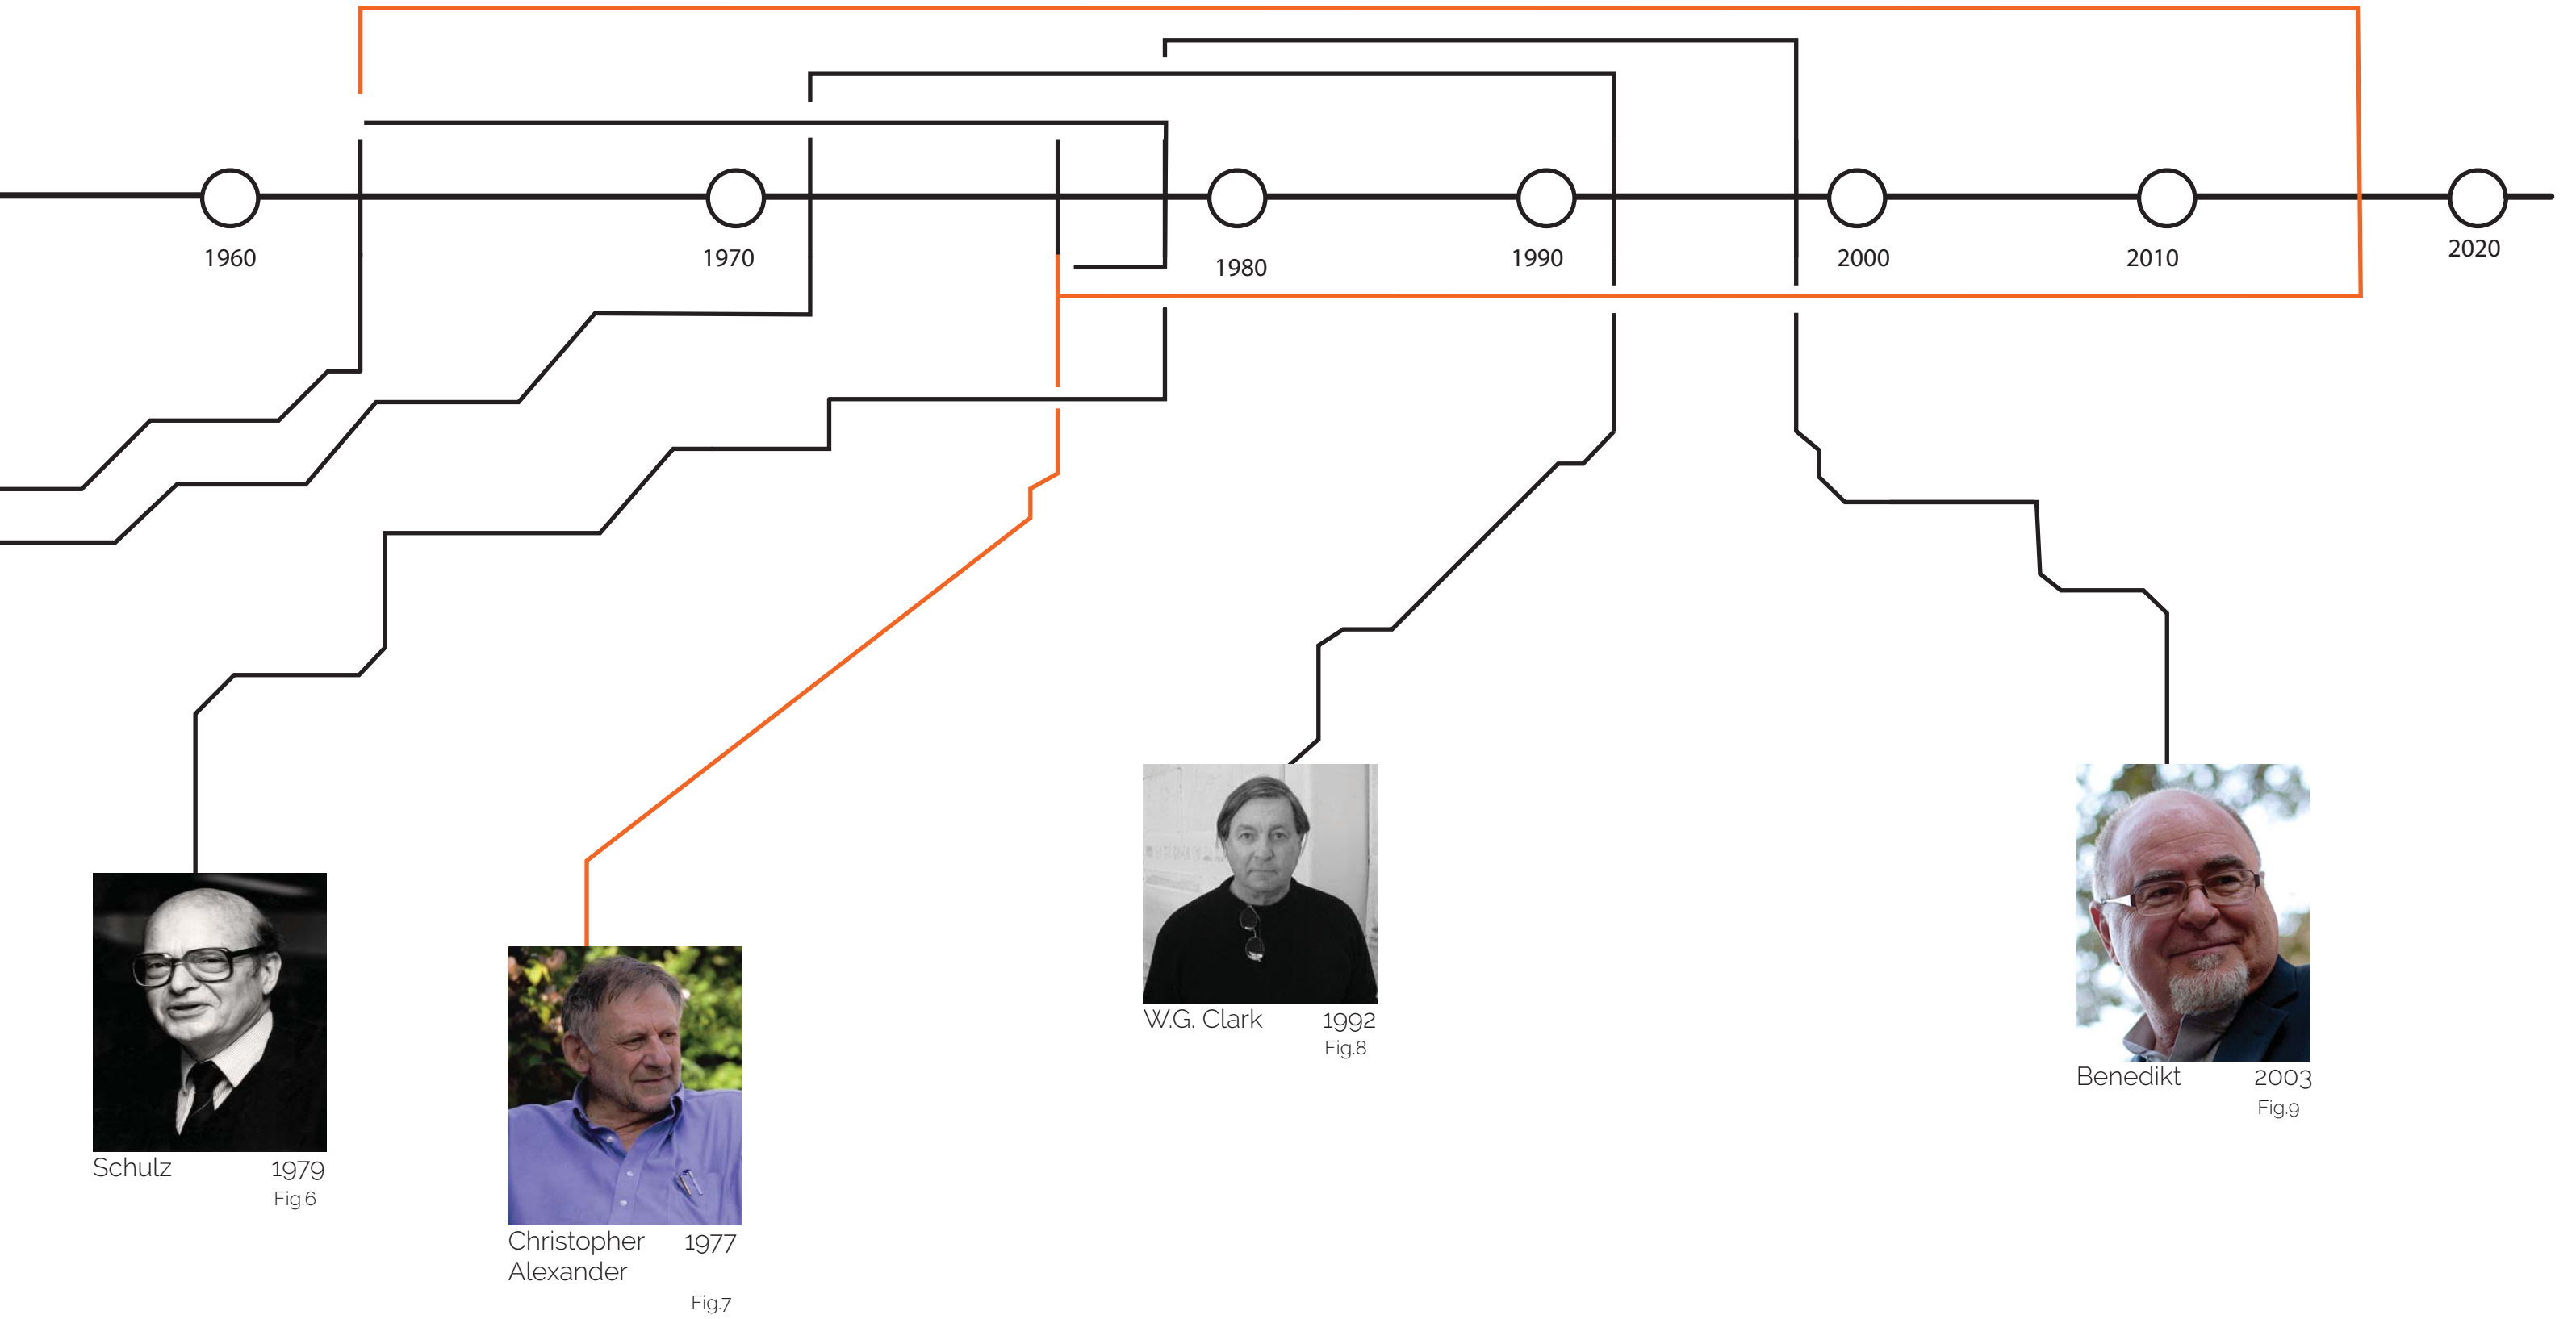 1960
1970
1980
1990
2000
2010
2020
Schulz 1979
Fig.6
Christopher 1977
Alexander
Fig.7
W.G. Clark 1992
Fig.8
Benedikt 2003
Fig.9